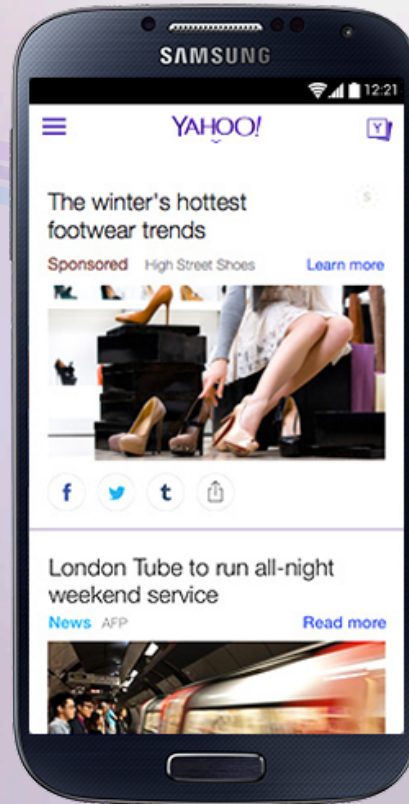 SAMSUNG
12:21
YAHOO!
Y
The winter's hottest
footwear trends
S
Sponsored High Street Shoes Learn more
f t
London Tube to run all-night
weekend service
News AFP Read more